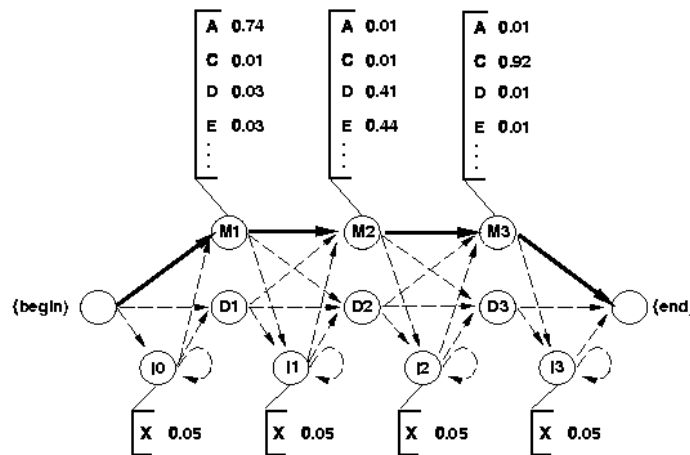 A 0.74 A 0.01 A 0.01
C 0.01 C 0.01 C 0.92
D 0.03 D 0.41 D 0.01
E 0.03 E 0.44 E 0.01
M1 M2 M3
{begin} D1 D2 D3 {end}
I0 I1 I2 I3
X 0.05 X 0.05 X 0.05 X 0.05